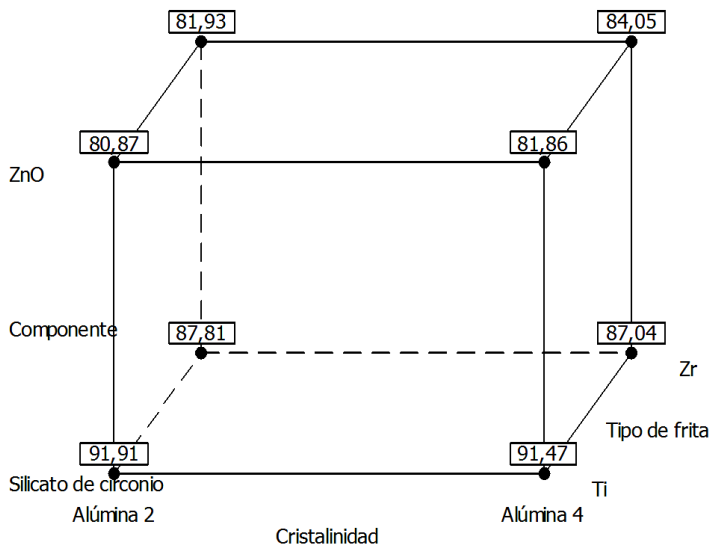 81,93
84,05
80,87
81,86
ZnO
Componente
87,81
87,04
Zr
Tipo de frita
91,91
91,47
Silicato de circonio
Ti
Alúmina 2
Alúmina 4
Cristalinidad